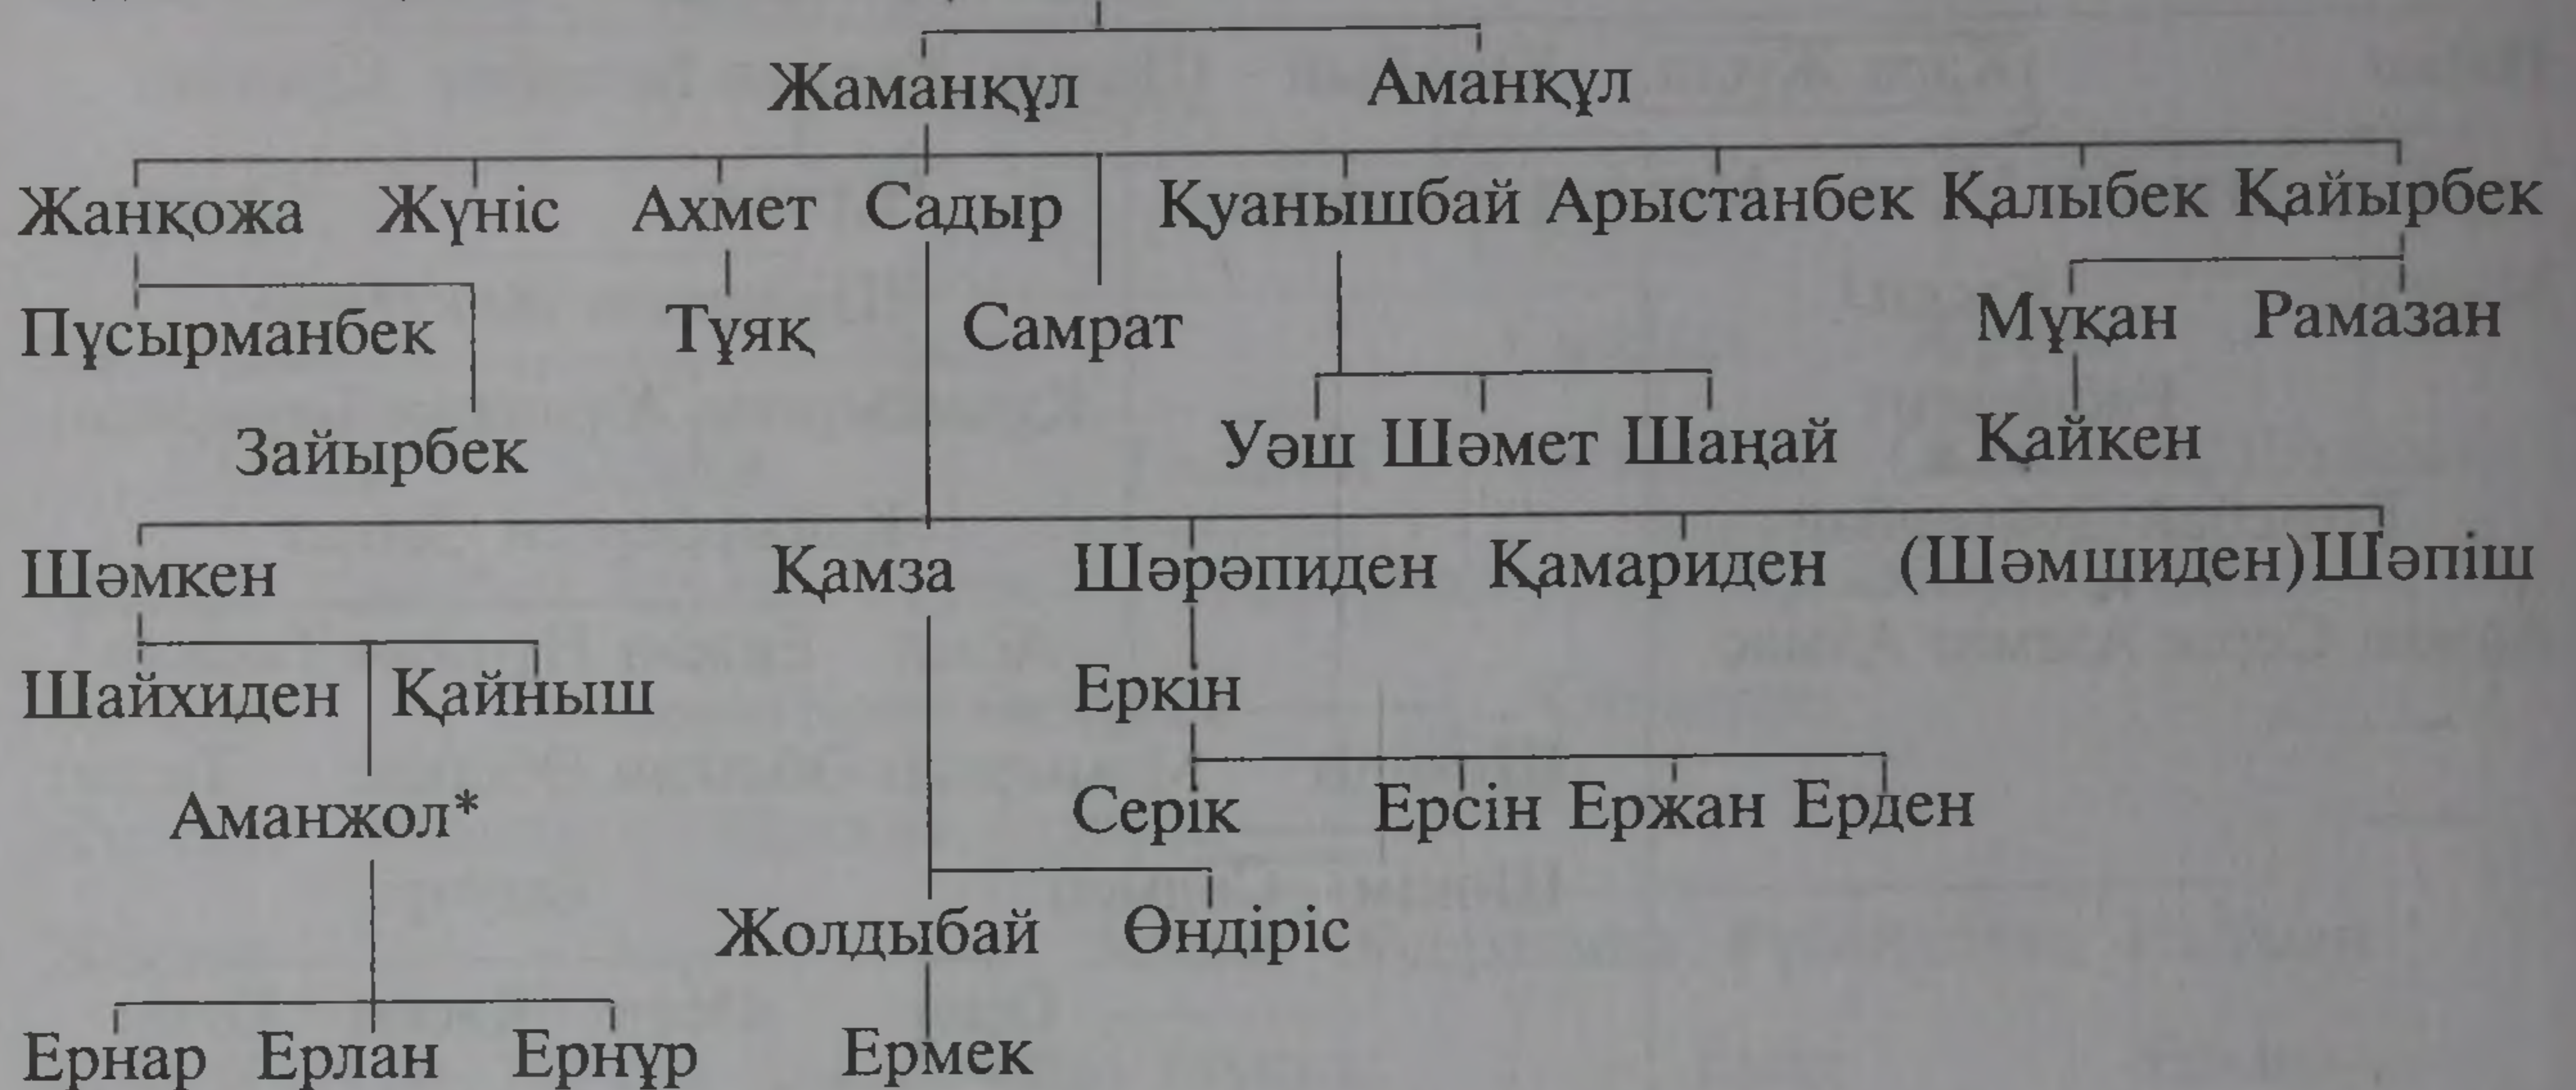 Жаманқұл Аманқұл
Жанқожа Жүніс Ахмет Садыр Қуанышбай Арыстанбек Қалыбек Қайырбек
Пұсырманбек Тұяқ Самрат Мұқан Рамазан
Зайырбек Уәш Шәмет Шаңай Қайкен
Шәмкен Қамза Шәрәпиден Қамариден (Шәмшиден)Шәпіш
Шайхиден Қайныш Еркін
Аманжол* Серік Ерсін Ержан Ерден
Жолдыбай Өндіріс
Ернар Ерлан Ернұр Ермек